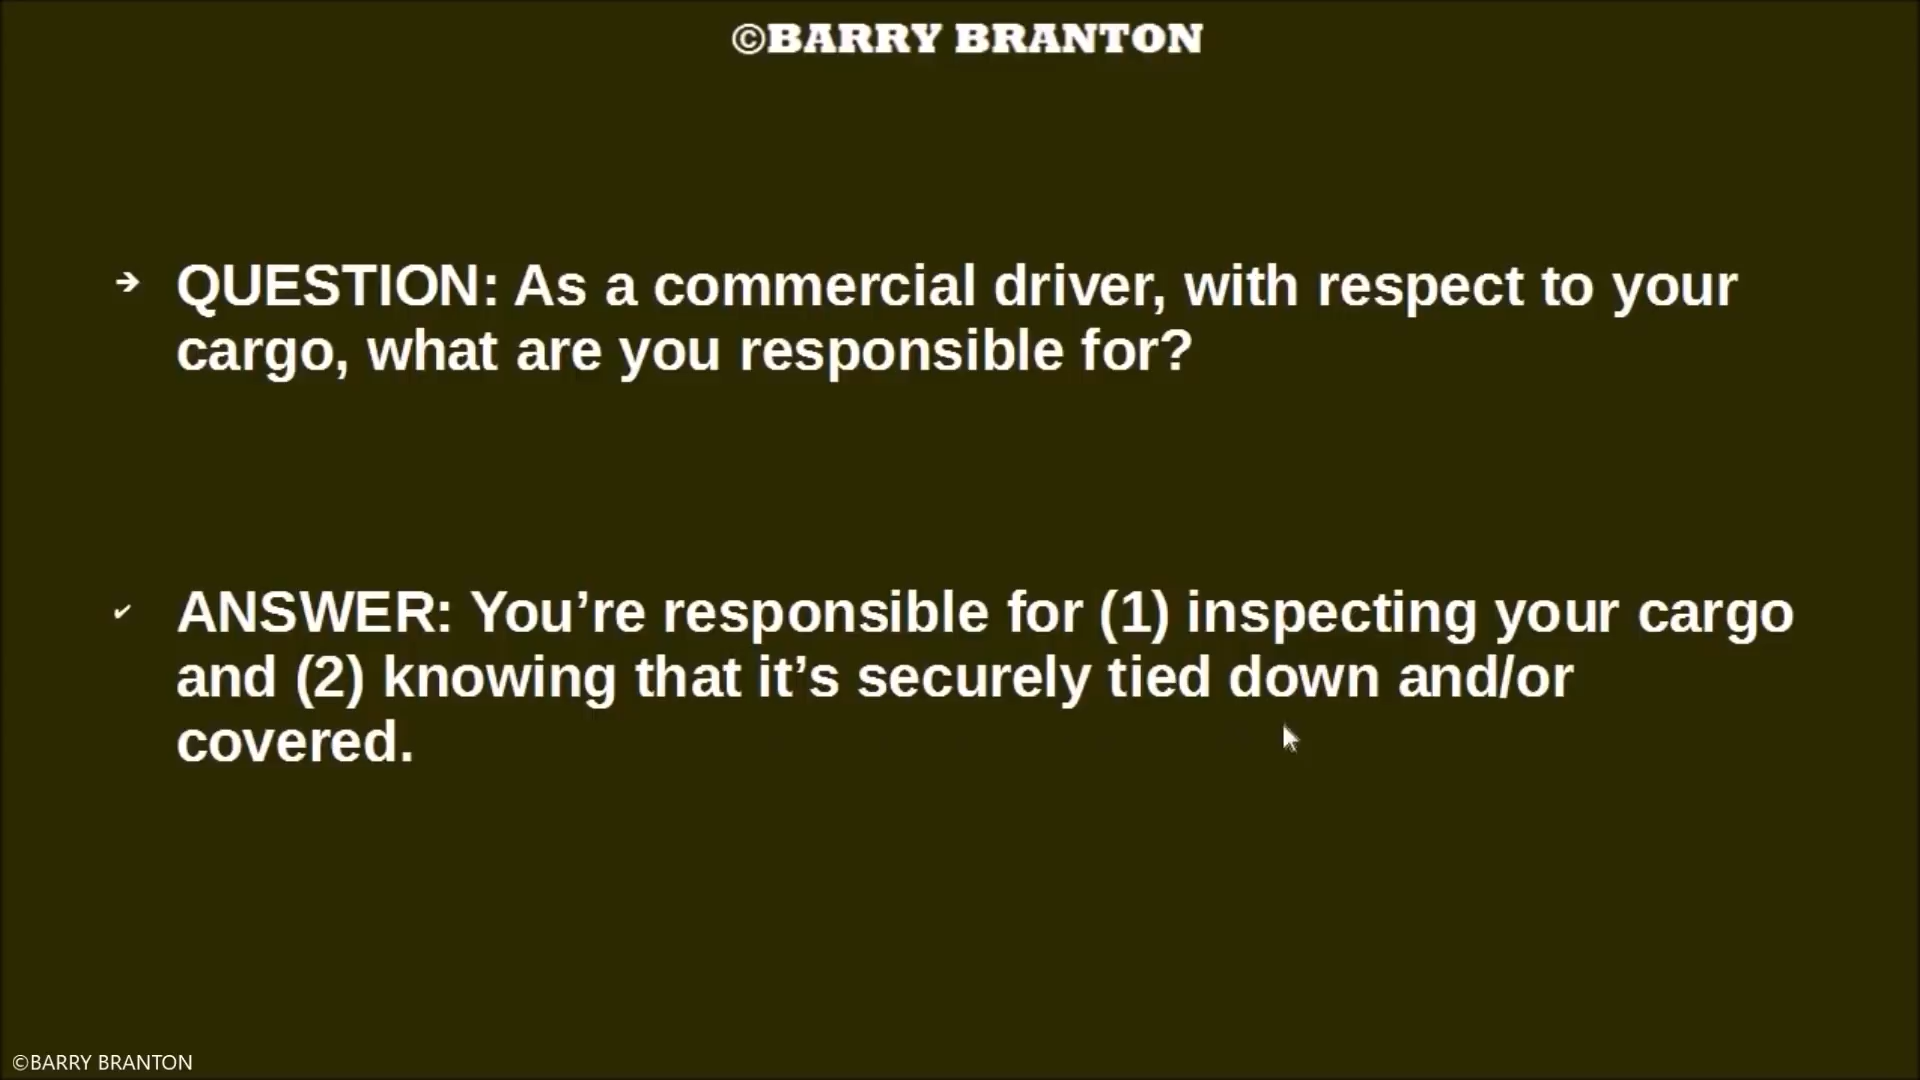 ©BARRY BRANTON
➔ QUESTION: As a commercial driver, with respect to your
cargo, what are you responsible for?
✔ ANSWER: You’re responsible for (1) inspecting your cargo
and (2) knowing that it’s securely tied down and/or
covered.
©BARRY BRANTON